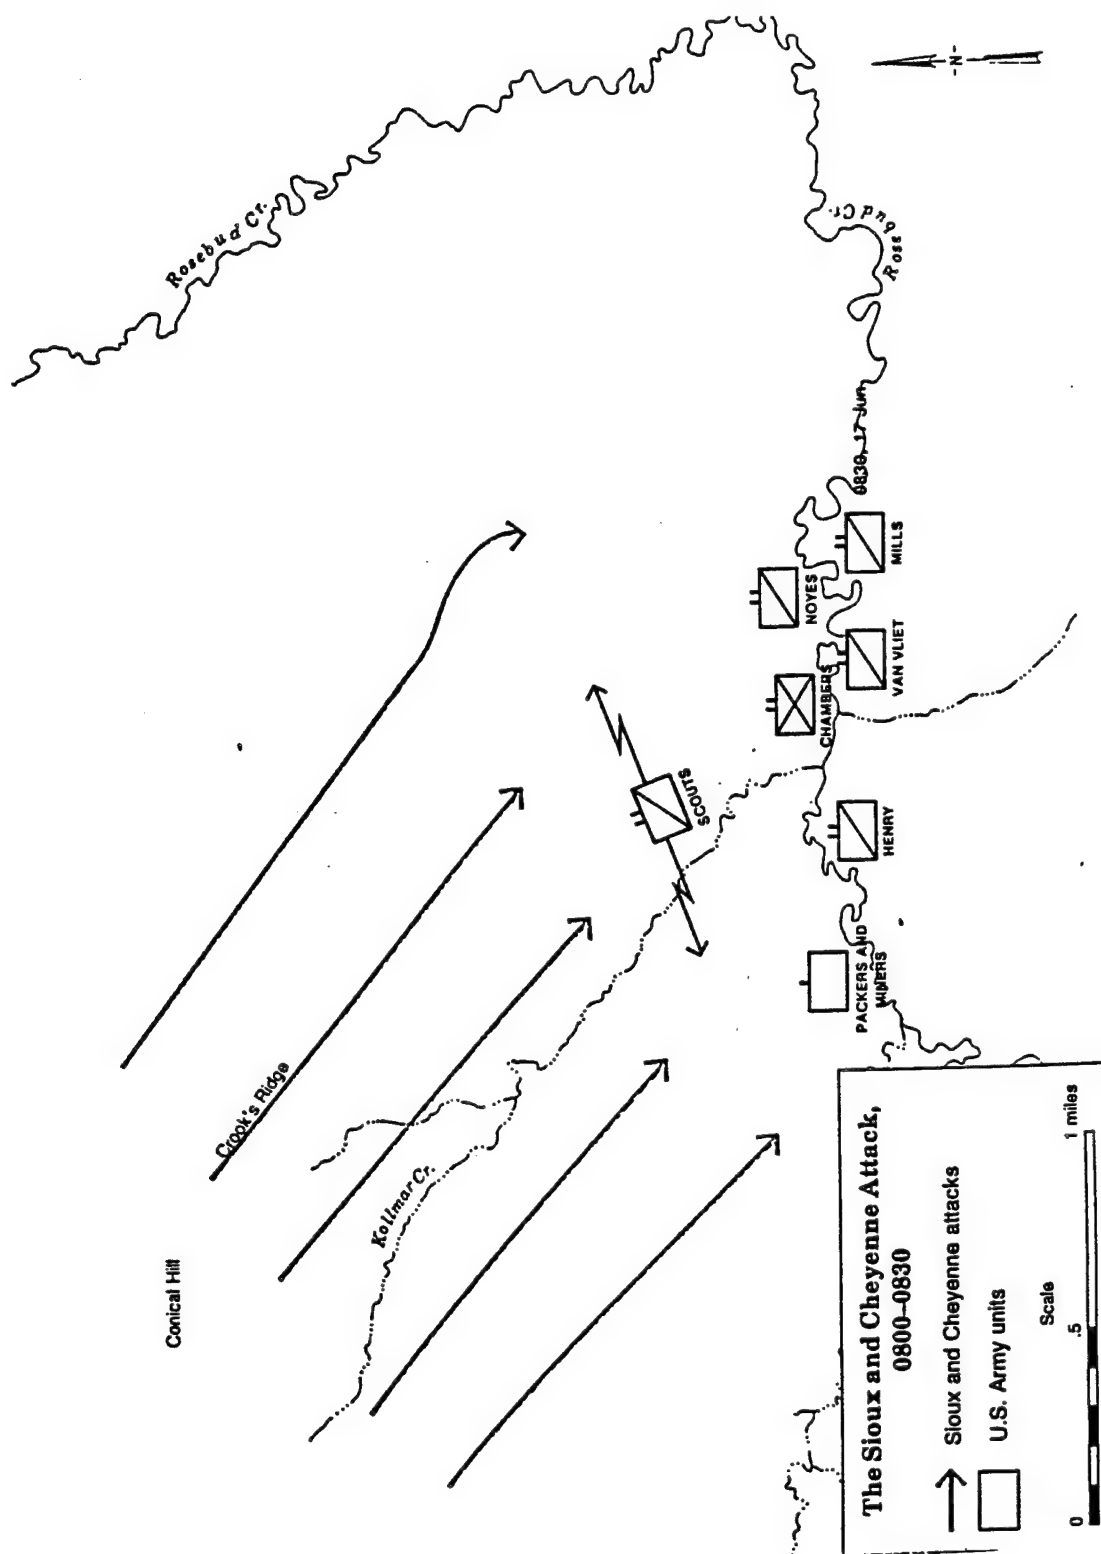 Rosebud Cr.
-N-
Rosebud Cr.
0830, 17 Jun
Crook's Ridge
Conical Hill
Kollmar Cr.
SCOUTS
NOYES
MILLS
CHAMBERS
VAN VLIET
HENRY
PACKERS AND
MINERS
The Sioux and Cheyenne Attack,
0800–0830
Sioux and Cheyenne attacks
U.S. Army units
Scale
0 .5 1 miles